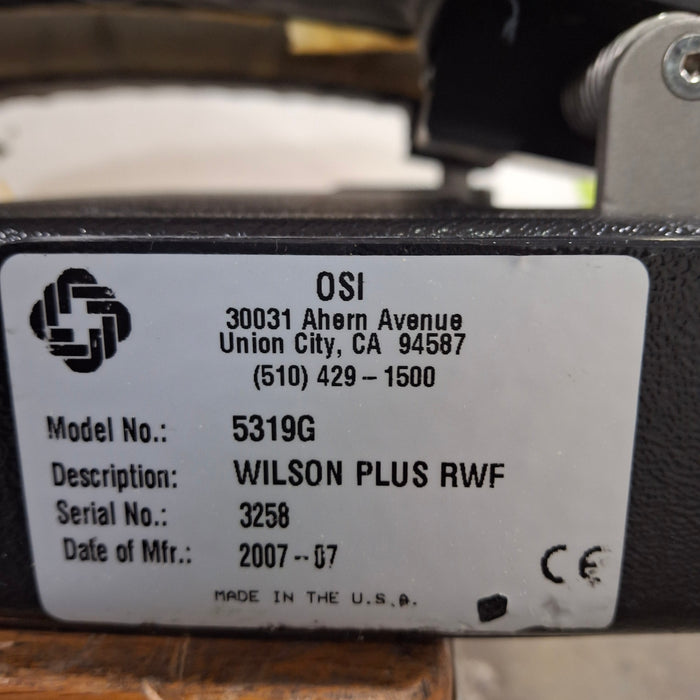 OSI
30031 Ahern Avenue
Union City, CA 94587
(510) 429-1500
Model No.: 5319G
Description: WILSON PLUS RWF
Serial No.: 3258
Date of Mfr.: 2007--07
CE
MADE IN THE U.S.A.